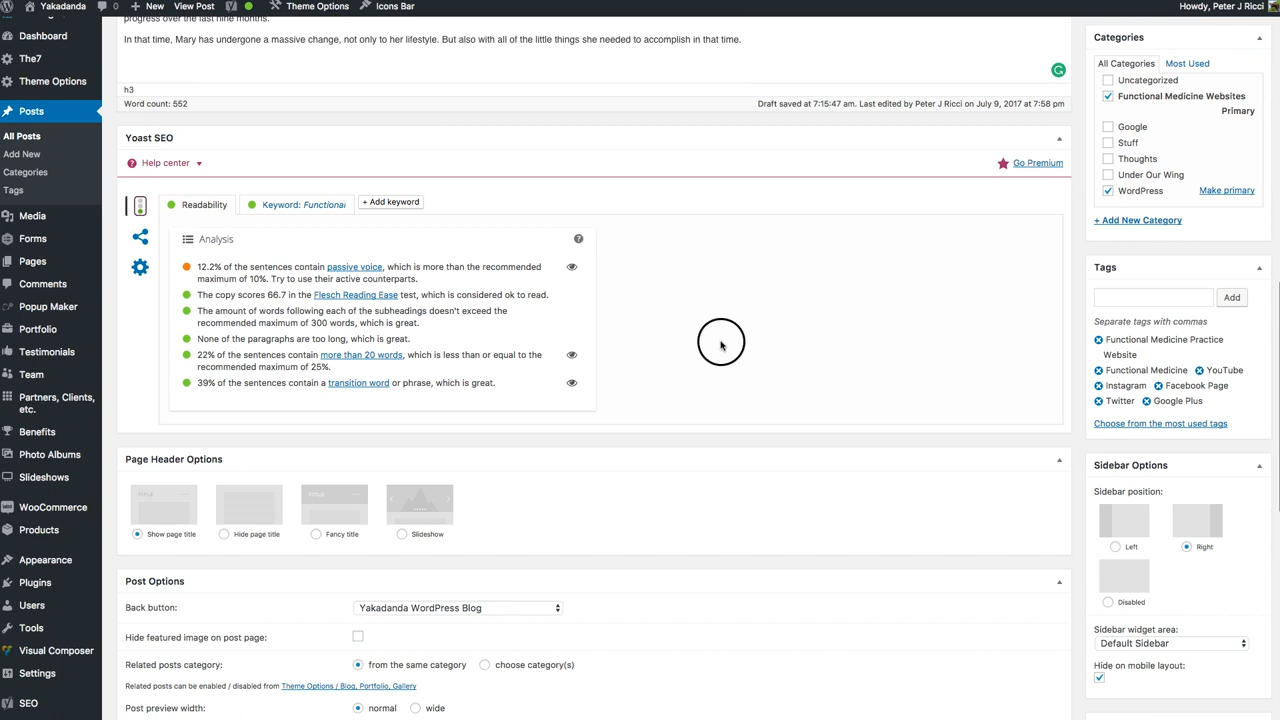 Yakadanda
0
New
View Post
Theme Options
Icons Bar
Howdy, Peter J Ricci
Dashboard
The7
Theme Options
Posts
All Posts
Add New
Categories
Tags
Media
Forms
Pages
Comments
Popup Maker
Portfolio
Testimonials
Team
Partners, Clients,
etc.
Benefits
Photo Albums
Slideshows
WooCommerce
Products
Appearance
Plugins
Users
Tools
Visual Composer
Settings
SEO
progress over the last nine months.
In that time, Mary has undergone a massive change, not only to her lifestyle. But also with all of the little things she needed to accomplish in that time.
h3
Word count: 552
Draft saved at 7:15:47 am. Last edited by Peter J Ricci on July 9, 2017 at 7:58 pm
Yoast SEO
Help center
Go Premium
Readability
Keyword: Functional
+ Add keyword
Analysis
12.2% of the sentences contain passive voice, which is more than the recommended
maximum of 10%. Try to use their active counterparts.
The copy scores 66.7 in the Flesch Reading Ease test, which is considered ok to read.
The amount of words following each of the subheadings doesn't exceed the
recommended maximum of 300 words, which is great.
None of the paragraphs are too long, which is great.
22% of the sentences contain more than 20 words, which is less than or equal to the
recommended maximum of 25%.
39% of the sentences contain a transition word or phrase, which is great.
Page Header Options
TITLE
TITLE
Show page title
Hide page title
Fancy title
Slideshow
Post Options
Back button:
Yakadanda WordPress Blog
Hide featured image on post page:
Related posts category:
from the same category
choose category(s)
Related posts can be enabled / disabled from Theme Options / Blog, Portfolio, Gallery
Post preview width:
normal
wide
Categories
All Categories
Most Used
Uncategorized
Functional Medicine Websites
Primary
Google
Stuff
Thoughts
Under Our Wing
WordPress
Make primary
+ Add New Category
Tags
Add
Separate tags with commas
Functional Medicine Practice
Website
Functional Medicine
YouTube
Instagram
Facebook Page
Twitter
Google Plus
Choose from the most used tags
Sidebar Options
Sidebar position:
Left
Right
Disabled
Sidebar widget area:
Default Sidebar
Hide on mobile layout: